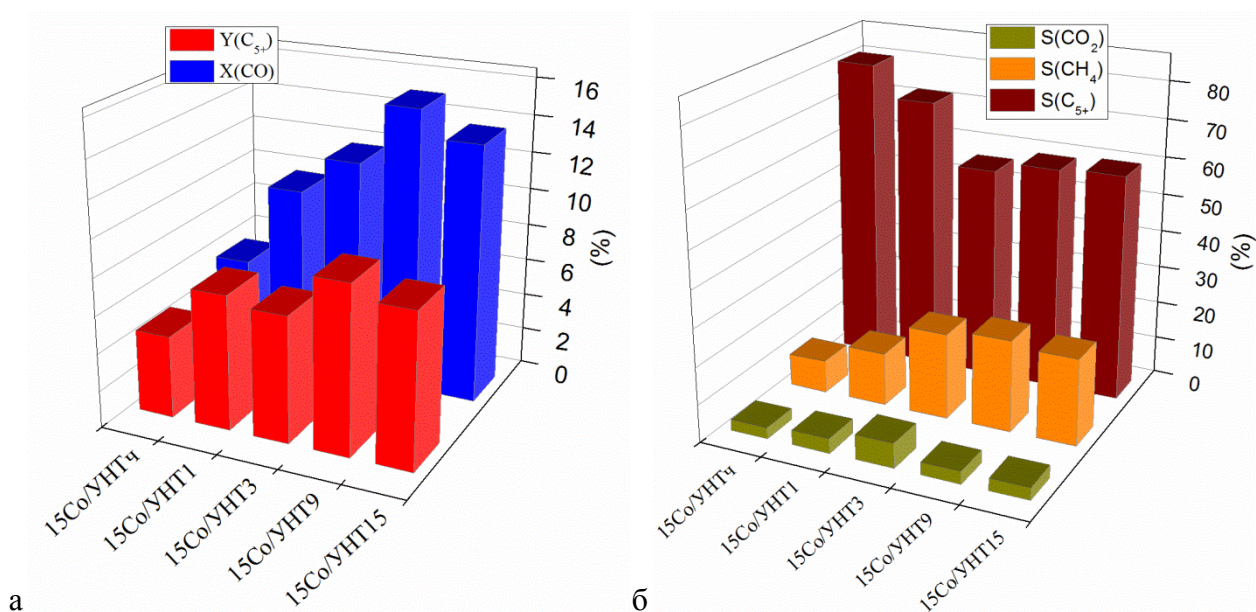 Y(C₅₊)
X(CO)
16
14
12
10
8
6
4
2
0
(%)
15Co/УНТч
15Co/УНТ1
15Co/УНТ3
15Co/УНТ9
15Co/УНТ15
а
S(CO₂)
S(CH₄)
S(C₅₊)
80
70
60
50
40
30
20
10
0
(%)
15Co/УНТч
15Co/УНТ1
15Co/УНТ3
15Co/УНТ9
15Co/УНТ15
б